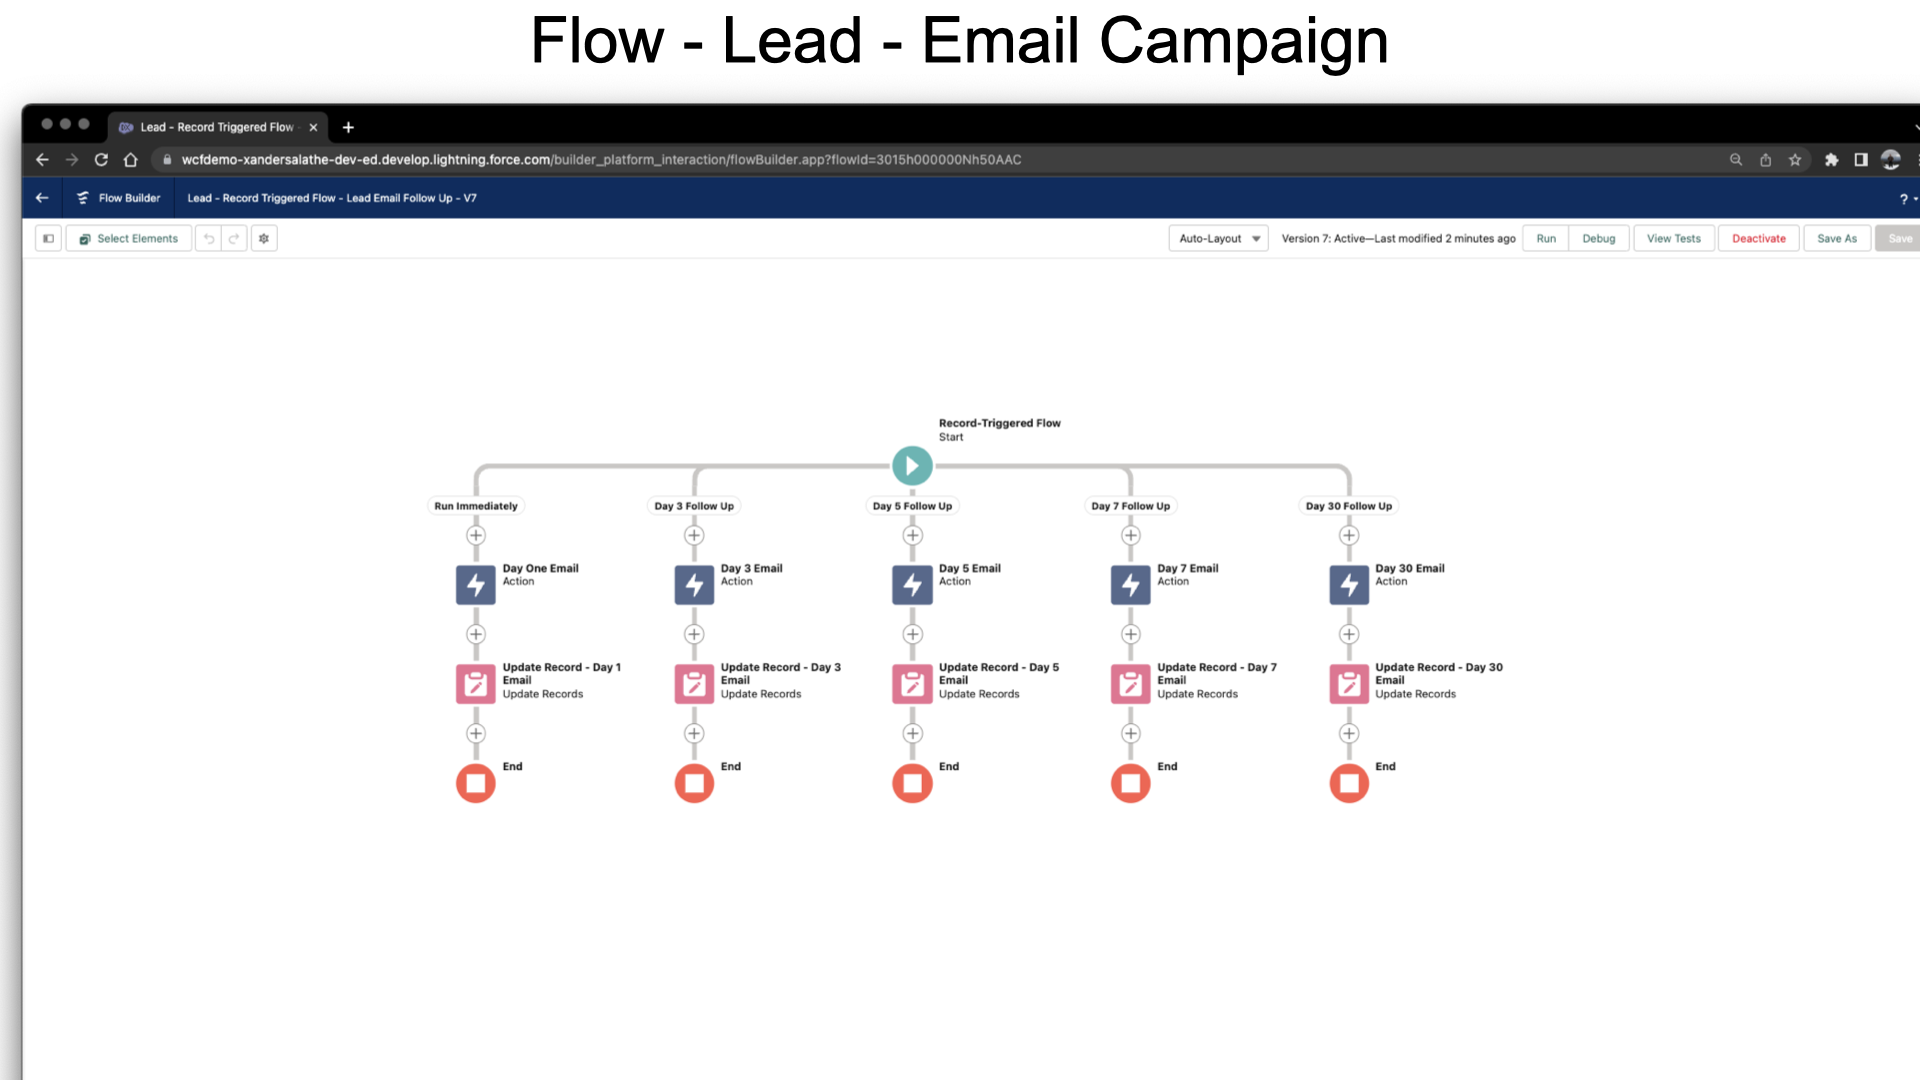 Flow - Lead - Email Campaign
Lead - Record Triggered Flow
wcfdemo-xandersalathe-dev-ed.develop.lightning.force.com/builder_platform_interaction/flowBuilder.app?flowId=3015h000000Nh50AAC
Flow Builder Lead - Record Triggered Flow - Lead Email Follow Up - V7 ?
Select Elements Auto-Layout Version 7: Active—Last modified 2 minutes ago Run Debug View Tests Deactivate Save As Save
Record-Triggered Flow
Start
Run Immediately Day 3 Follow Up Day 5 Follow Up Day 7 Follow Up Day 30 Follow Up
Day One Email Day 3 Email Day 5 Email Day 7 Email Day 30 Email
Action Action Action Action Action
Update Record - Day 1 Update Record - Day 3 Update Record - Day 5 Update Record - Day 7 Update Record - Day 30
Email Email Email Email Email
Update Records Update Records Update Records Update Records Update Records
End End End End End